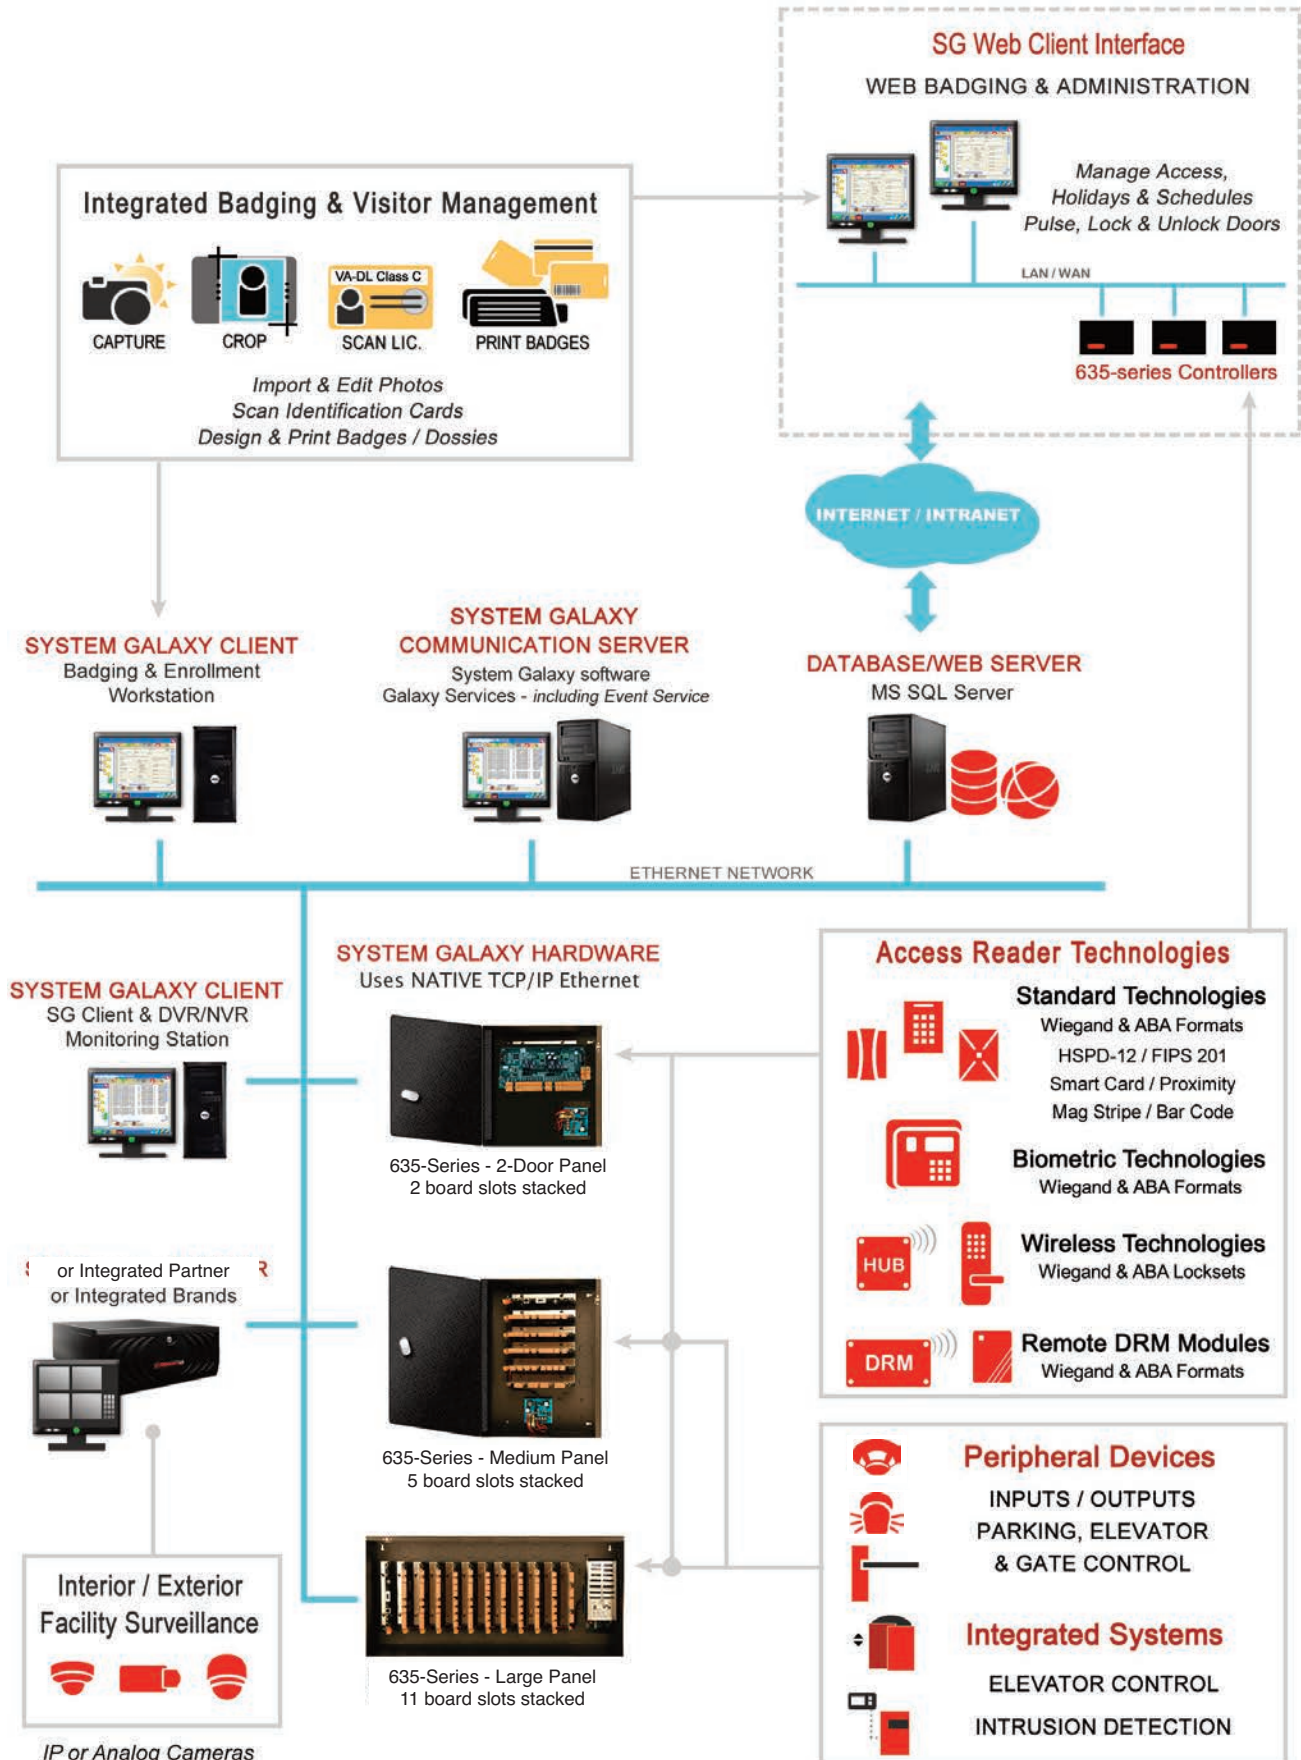 SG Web Client Interface
WEB BADGING & ADMINISTRATION
Manage Access,
Holidays & Schedules
Pulse, Lock & Unlock Doors
LAN / WAN
635-series Controllers
Integrated Badging & Visitor Management
VA-DL Class C
CAPTURE
CROP
SCAN LIC.
PRINT BADGES
Import & Edit Photos
Scan Identification Cards
Design & Print Badges / Dossies
INTERNET / INTRANET
SYSTEM GALAXY CLIENT
Badging & Enrollment
Workstation
SYSTEM GALAXY
COMMUNICATION SERVER
System Galaxy software
Galaxy Services - including Event Service
DATABASE/WEB SERVER
MS SQL Server
ETHERNET NETWORK
SYSTEM GALAXY CLIENT
SG Client & DVR/NVR
Monitoring Station
SYSTEM GALAXY HARDWARE
Uses NATIVE TCP/IP Ethernet
635-Series - 2-Door Panel
2 board slots stacked
or Integrated Partner
or Integrated Brands
635-Series - Medium Panel
5 board slots stacked
635-Series - Large Panel
11 board slots stacked
Interior / Exterior
Facility Surveillance
IP or Analog Cameras
Access Reader Technologies
Standard Technologies
Wiegand & ABA Formats
HSPD-12 / FIPS 201
Smart Card / Proximity
Mag Stripe / Bar Code
Biometric Technologies
Wiegand & ABA Formats
HUB
Wireless Technologies
Wiegand & ABA Locksets
DRM
Remote DRM Modules
Wiegand & ABA Formats
Peripheral Devices
INPUTS / OUTPUTS
PARKING, ELEVATOR
& GATE CONTROL
Integrated Systems
ELEVATOR CONTROL
INTRUSION DETECTION